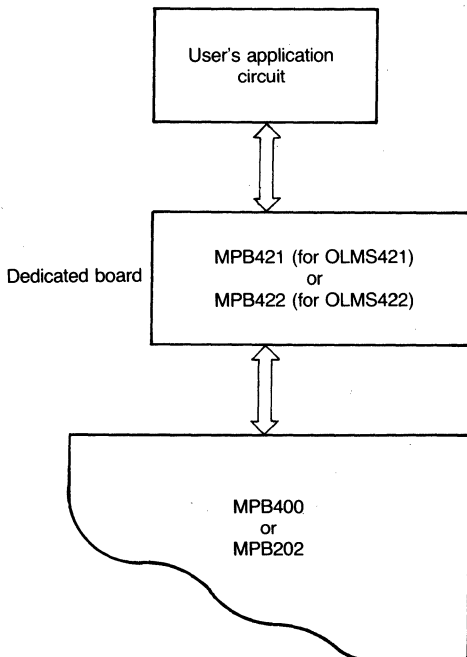 User's application
circuit
Dedicated board
MPB421 (for OLMS421)
or
MPB422 (for OLMS422)
MPB400
or
MPB202